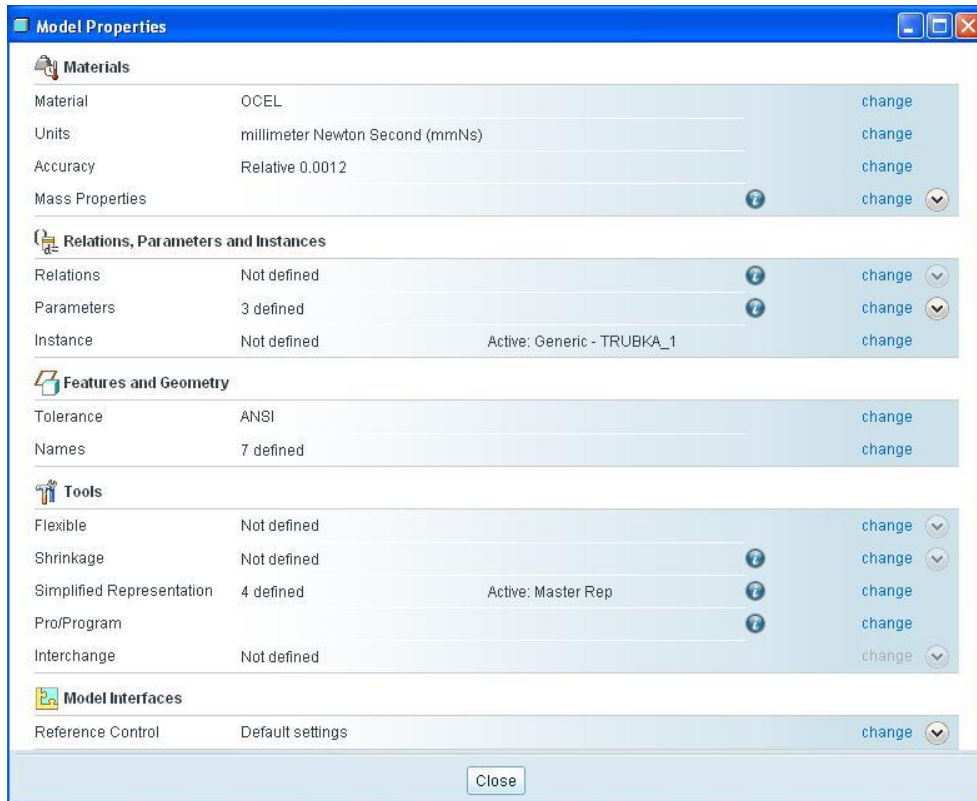 Model Properties
Materials
Material OCEL change
Units millimeter Newton Second (mmNs) change
Accuracy Relative 0.0012 change
Mass Properties change
Relations, Parameters and Instances
Relations Not defined change
Parameters 3 defined change
Instance Not defined Active: Generic - TRUBKA_1 change
Features and Geometry
Tolerance ANSI change
Names 7 defined change
Tools
Flexible Not defined change
Shrinkage Not defined change
Simplified Representation 4 defined Active: Master Rep change
Pro/Program change
Interchange Not defined change
Model Interfaces
Reference Control Default settings change
Close